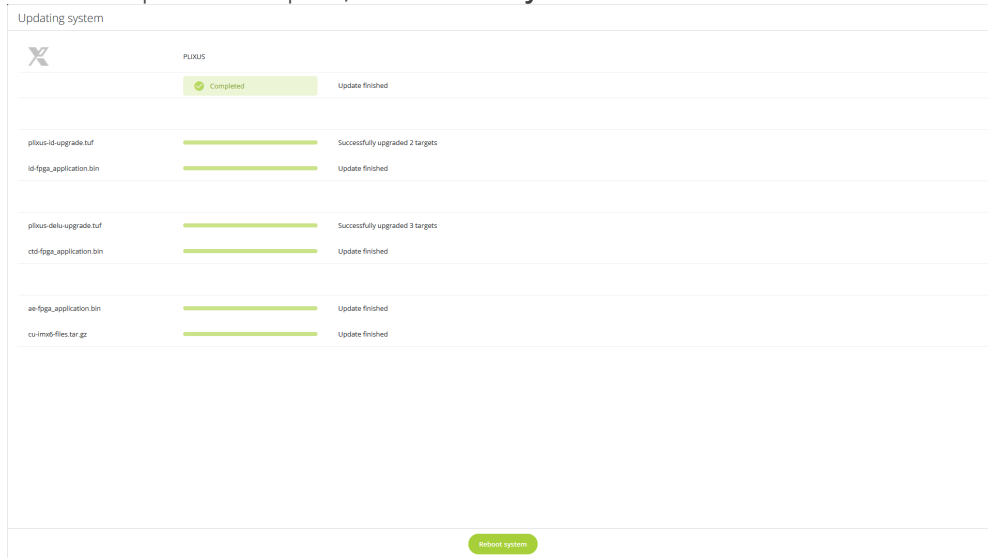 Updating system
PLIXUS
Completed Update finished
plixus-id-upgrade.tuf Successfully upgraded 2 targets
id-fpga_application.bin Update finished
plixus-delu-upgrade.tuf Successfully upgraded 3 targets
ctd-fpga_application.bin Update finished
ae-fpga_application.bin Update finished
cu-imx6-files.tar.gz Update finished
Reboot system